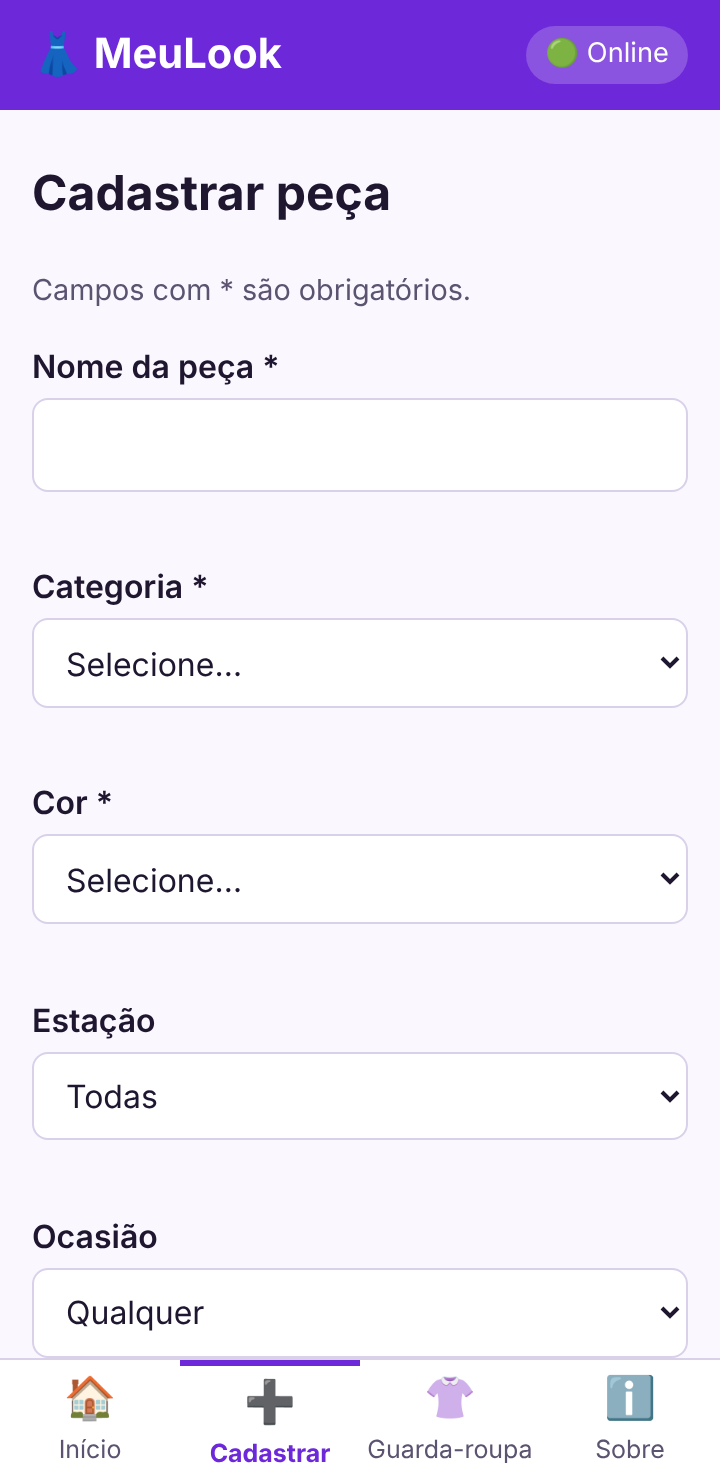 MeuLook
Online
Cadastrar peça
Campos com * são obrigatórios.
Nome da peça *
Categoria *
Selecione...
Cor *
Selecione...
Estação
Todas
Ocasião
Qualquer
Início
Cadastrar
Guarda-roupa
Sobre